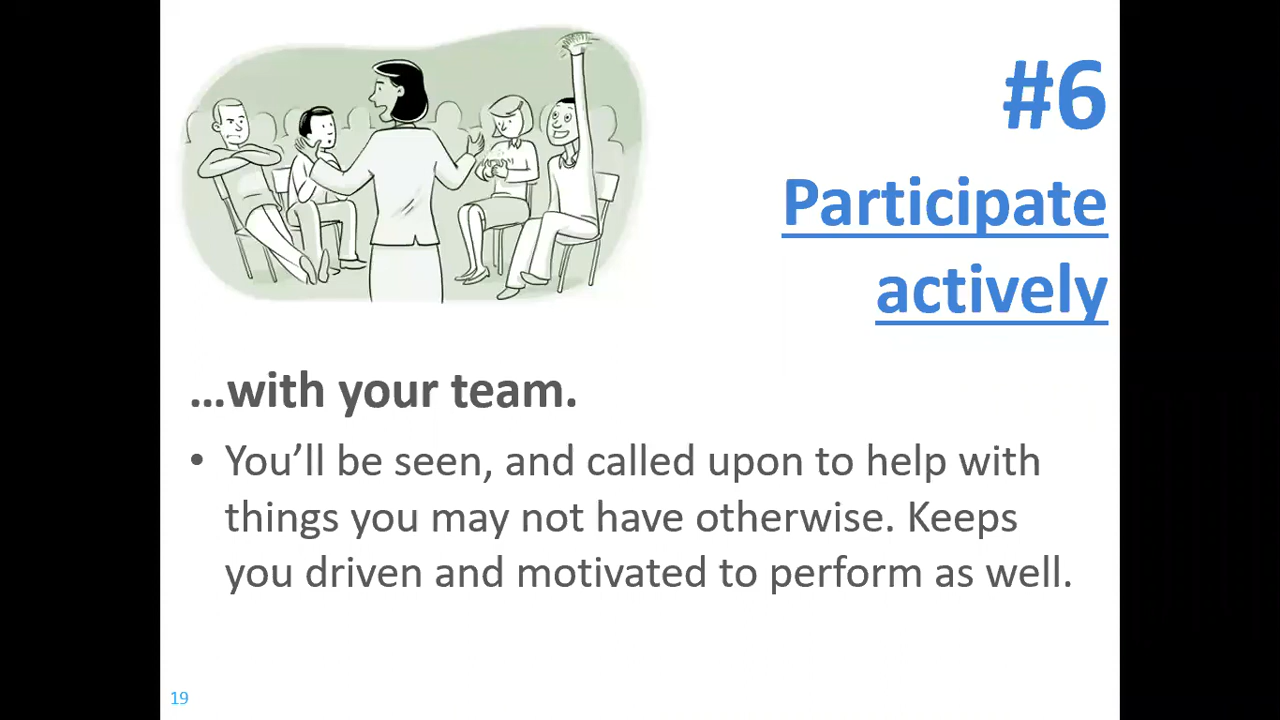 #6
Participate
actively
…with your team.
• You’ll be seen, and called upon to help with
things you may not have otherwise. Keeps
you driven and motivated to perform as well.
19